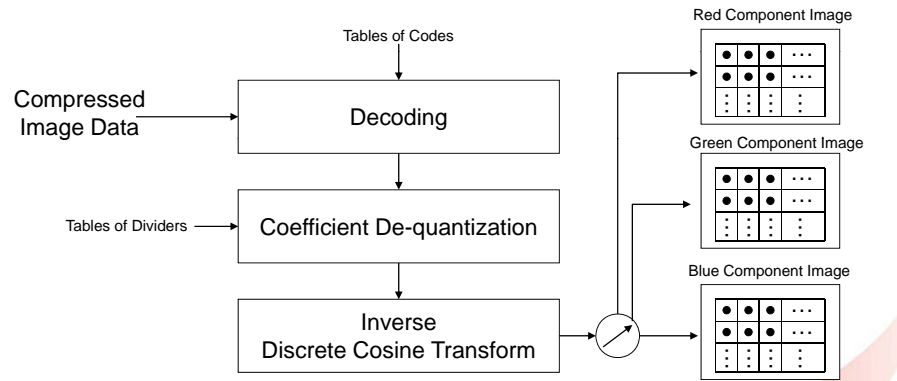 Tables of Codes
Compressed
Image Data
Decoding
Tables of Dividers
Coefficient De-quantization
Inverse
Discrete Cosine Transform
Red Component Image
Green Component Image
Blue Component Image